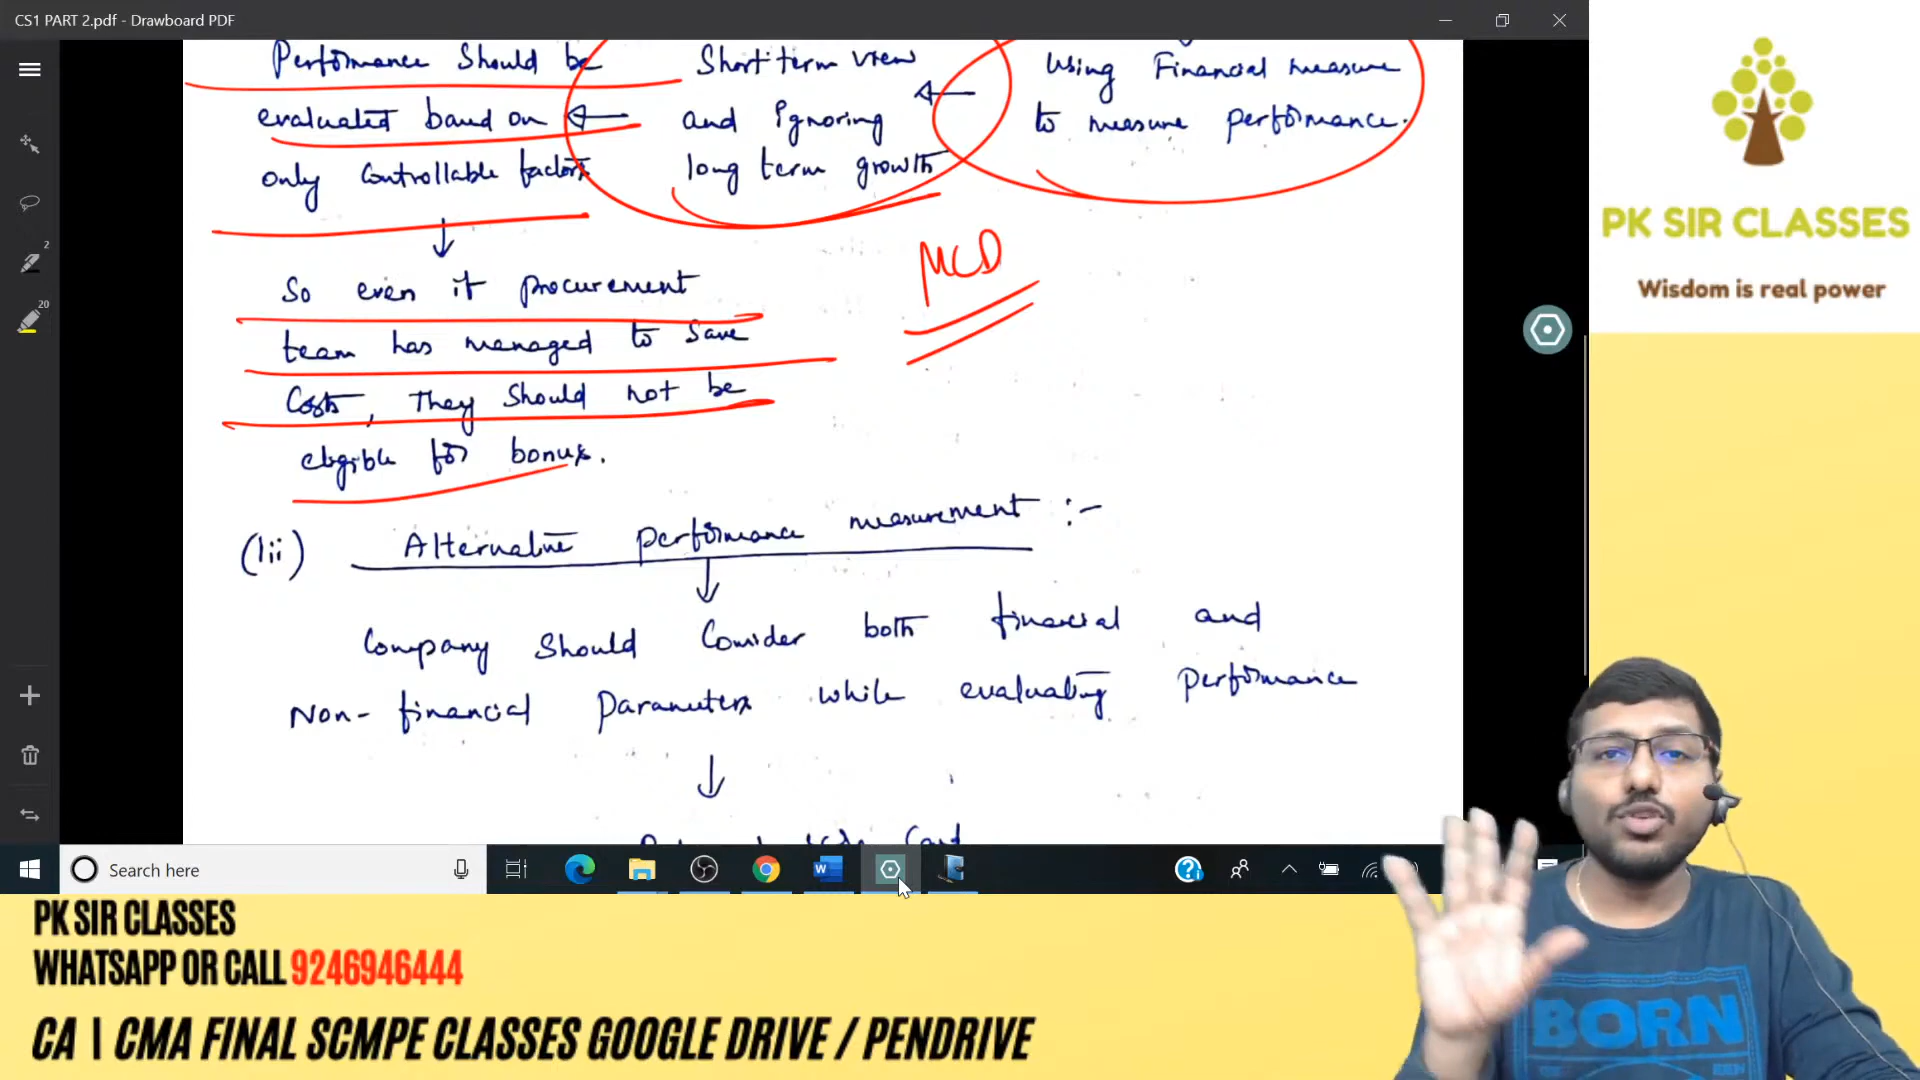 CS1 PART 2.pdf - Drawboard PDF
Performance should be
evaluated based on
only controllable factors
Short term view
and ignoring
long term growth
using Financial measure
to measure performance.
MCD
So even if procurement
team has managed to save
Costs, They should not be
eligible for bonus.
(iii) Alternative performance measurement :-
Company should Consider both financial and
Non-financial Parameters while evaluating performance
Card
2
20
Search here
PK SIR CLASSES
Wisdom is real power
PK SIR CLASSES
WHATSAPP OR CALL 9246946444
CA \ CMA FINAL SCMPE CLASSES GOOGLE DRIVE / PENDRIVE
BORN